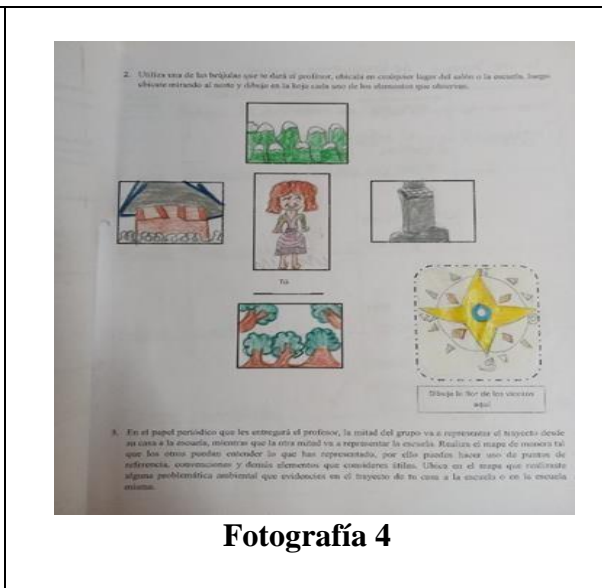 2. Utiliza una de las brújulas que te dará el profesor, ubícala en cualquier lugar del salón o la escuela, luego
ubícate mirando al norte y dibuja en la hoja cada uno de los elementos que observas.
Tú
Dibuja la flor de los vientos
aquí
3. En el papel periódico que les entregará el profesor, la mitad del grupo va a representar el trayecto desde
su casa a la escuela, mientras que la otra mitad va a representar la escuela. Realiza el mapa de manera tal
que los otros puedan entender lo que has representado, por ello puedes hacer uso de puntos de
referencia, convenciones y demás elementos que consideres útiles. Ubica en el mapa que realizaste
alguna problemática ambiental que evidencies en el trayecto de tu casa a la escuela o en la escuela
misma.
Fotografía 4